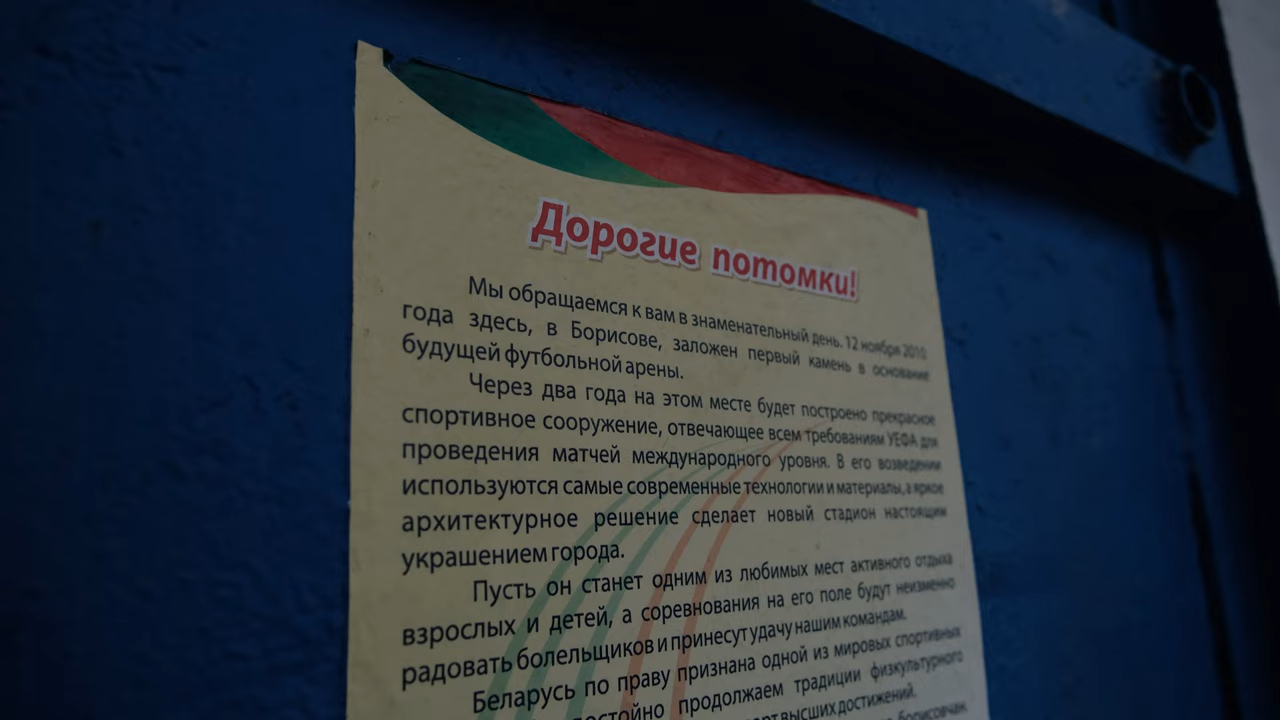 Дорогие потомки!
Мы обращаемся к вам в знаменательный день. 12 ноября 2010
года здесь, в Борисове, заложен первый камень в основание
будущей футбольной арены.
Через два года на этом месте будет построено прекрасное
спортивное сооружение, отвечающее всем требованиям УЕФА для
проведения матчей международного уровня. В его возведении
используются самые современные технологии и материалы, а яркое
архитектурное решение сделает новый стадион настоящим
украшением города.
Пусть он станет одним из любимых мест активного отдыха
взрослых и детей, а соревнования на его поле будут неизменно
радовать болельщиков и принесут удачу нашим командам.
Беларусь по праву признана одной из мировых спортивных
продолжаем традиции физкультурного
высших достижений.
борисовчан